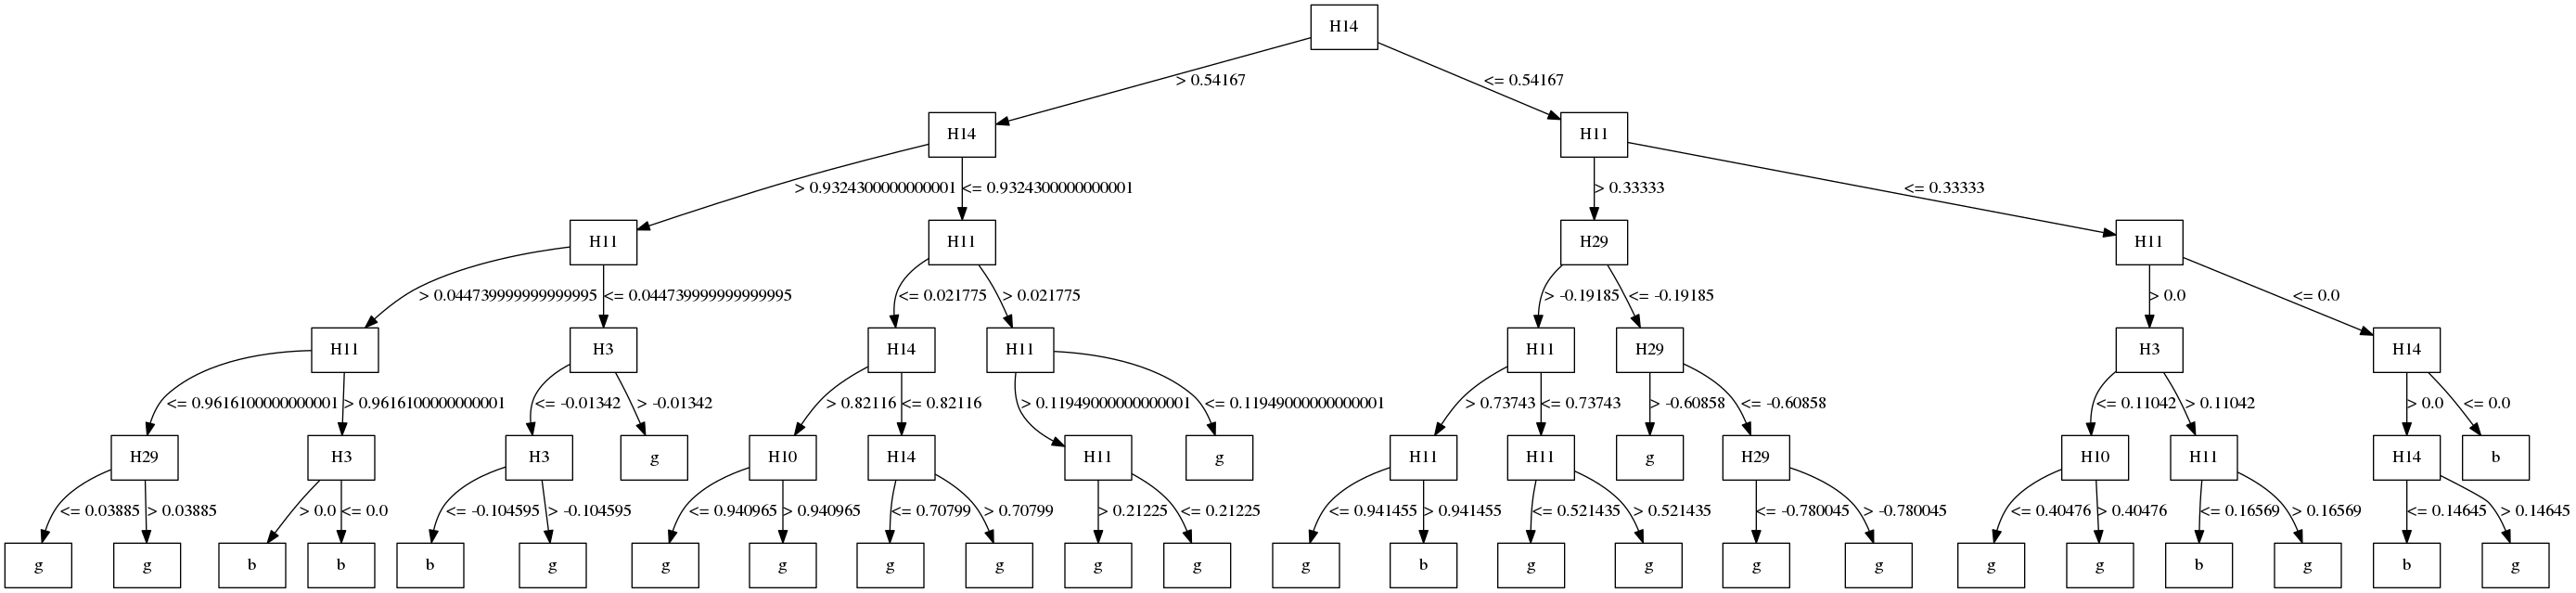 H14
> 0.54167
<= 0.54167
H14
H11
> 0.9324300000000001
<= 0.9324300000000001
> 0.33333
<= 0.33333
H11
H11
H29
H11
> 0.044739999999999995
<= 0.044739999999999995
<= 0.021775
> 0.021775
> -0.19185
<= -0.19185
> 0.0
<= 0.0
H11
H3
H14
H11
H11
H29
H3
H14
<= 0.9616100000000001
> 0.9616100000000001
<= -0.01342
> -0.01342
> 0.82116
<= 0.82116
> 0.11949000000000001
<= 0.11949000000000001
> 0.73743
<= 0.73743
> -0.60858
<= -0.60858
<= 0.11042
> 0.11042
> 0.0
<= 0.0
H29
H3
H3
g
H10
H14
H11
g
H11
H11
g
H29
H10
H11
H14
b
<= 0.03885
> 0.03885
> 0.0
<= 0.0
<= -0.104595
> -0.104595
<= 0.940965
> 0.940965
<= 0.70799
> 0.70799
> 0.21225
<= 0.21225
<= 0.941455
> 0.941455
<= 0.521435
> 0.521435
<= -0.780045
> -0.780045
<= 0.40476
> 0.40476
<= 0.16569
> 0.16569
<= 0.14645
> 0.14645
g
g
b
b
b
g
g
g
g
g
g
g
g
b
g
g
g
g
g
g
b
g
b
g